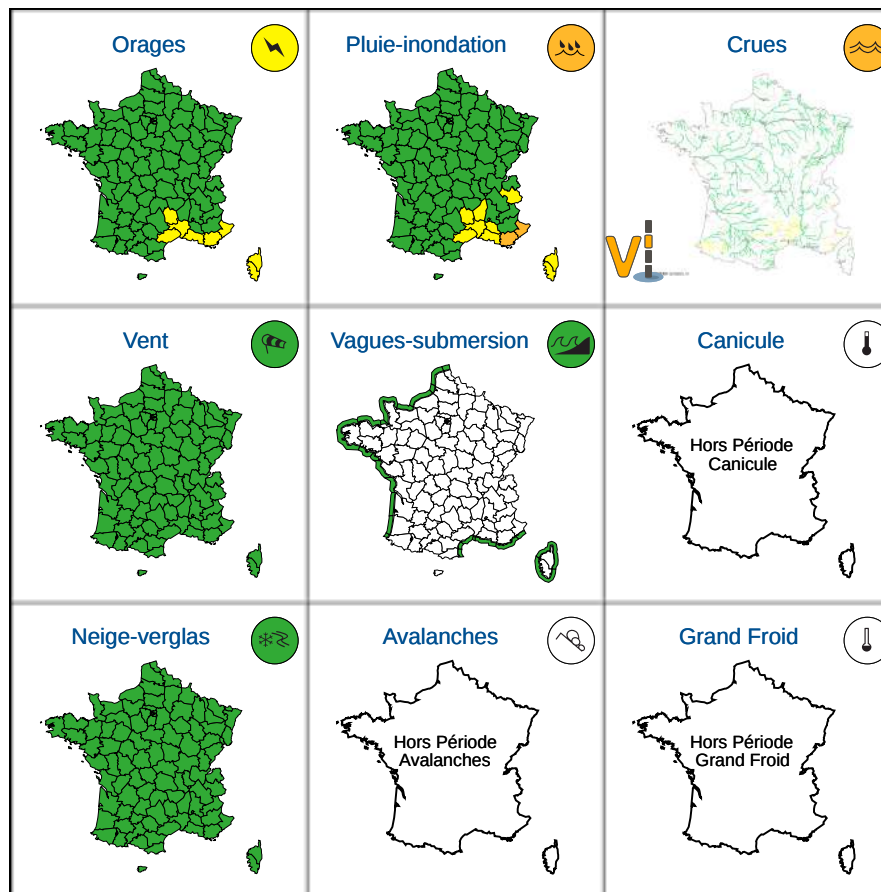 Orages
Pluie-inondation
Crues
Vi
Vent
Vagues-submersion
Canicule
Hors Période
Canicule
Neige-verglas
Avalanches
Grand Froid
Hors Période
Avalanches
Hors Période
Grand Froid